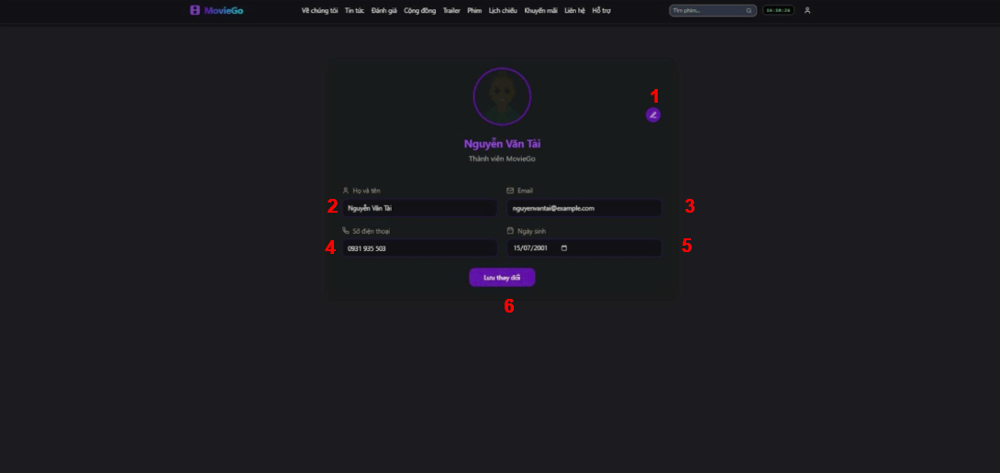 MovieGo
Về chúng tôi Tin tức Đánh giá Cộng đồng Trailer Phim Lịch chiếu Khuyến mãi Liên hệ Hỗ trợ
Tìm phim...
16:50:26
1
Nguyễn Văn Tài
Thành viên MovieGo
Họ và tên
Email
2
Nguyễn Văn Tài
nguyenvantai@example.com
3
Số điện thoại
Ngày sinh
4
0931 935 503
15/07/2001
5
Lưu thay đổi
6